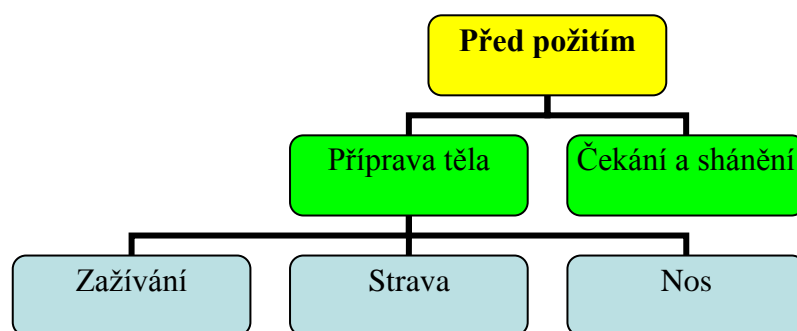 Před požitím
Příprava těla
Čekání a shánění
Zažívání
Strava
Nos